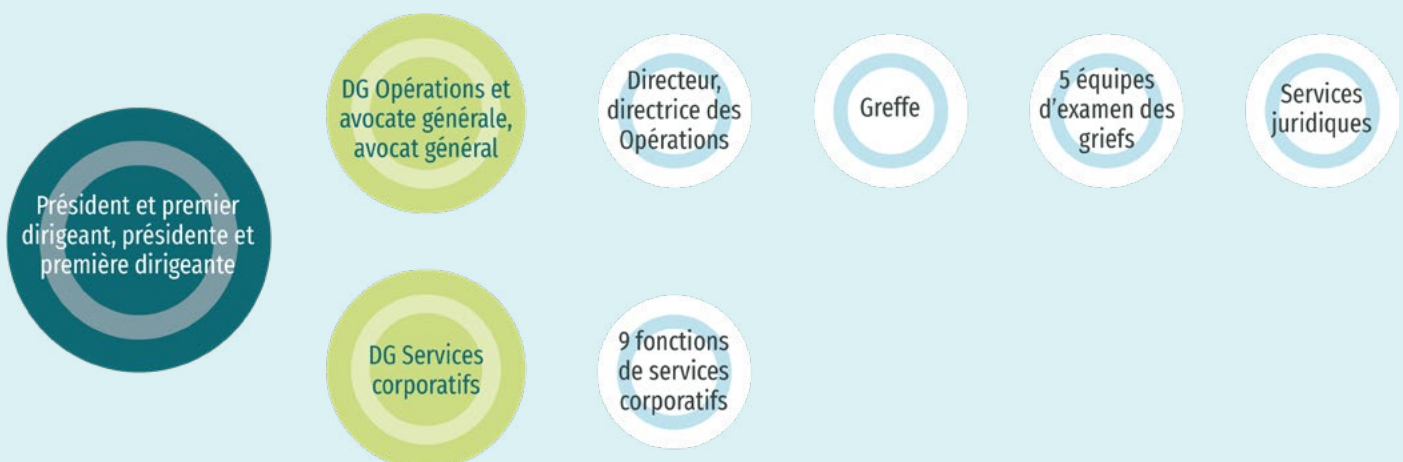 Président et premier
dirigeant, présidente et
première dirigeante
DG Opérations et
avocate générale,
avocat général
Directeur,
directrice des
Opérations
Greffe
5 équipes
d'examen des
griefs
Services
juridiques
DG Services
corporatifs
9 fonctions
de services
corporatifs